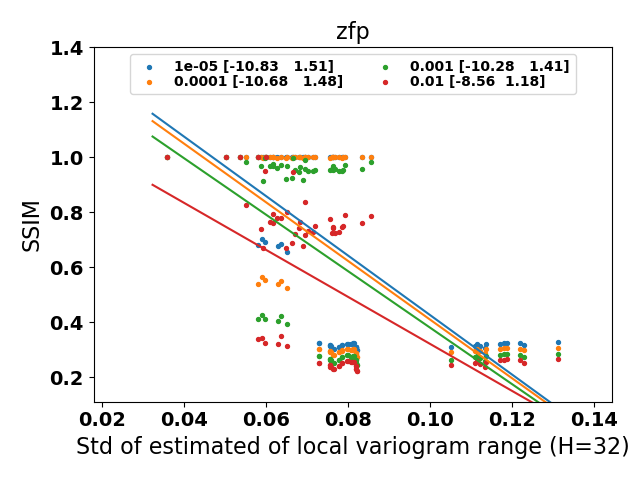 zfp
1e-05 [-10.83   1.51]
0.0001 [-10.68   1.48]
0.001 [-10.28   1.41]
0.01 [-8.56  1.18]
SSIM
1.4
1.2
1.0
0.8
0.6
0.4
0.2
0.02 0.04 0.06 0.08 0.10 0.12 0.14
Std of estimated of local variogram range (H=32)